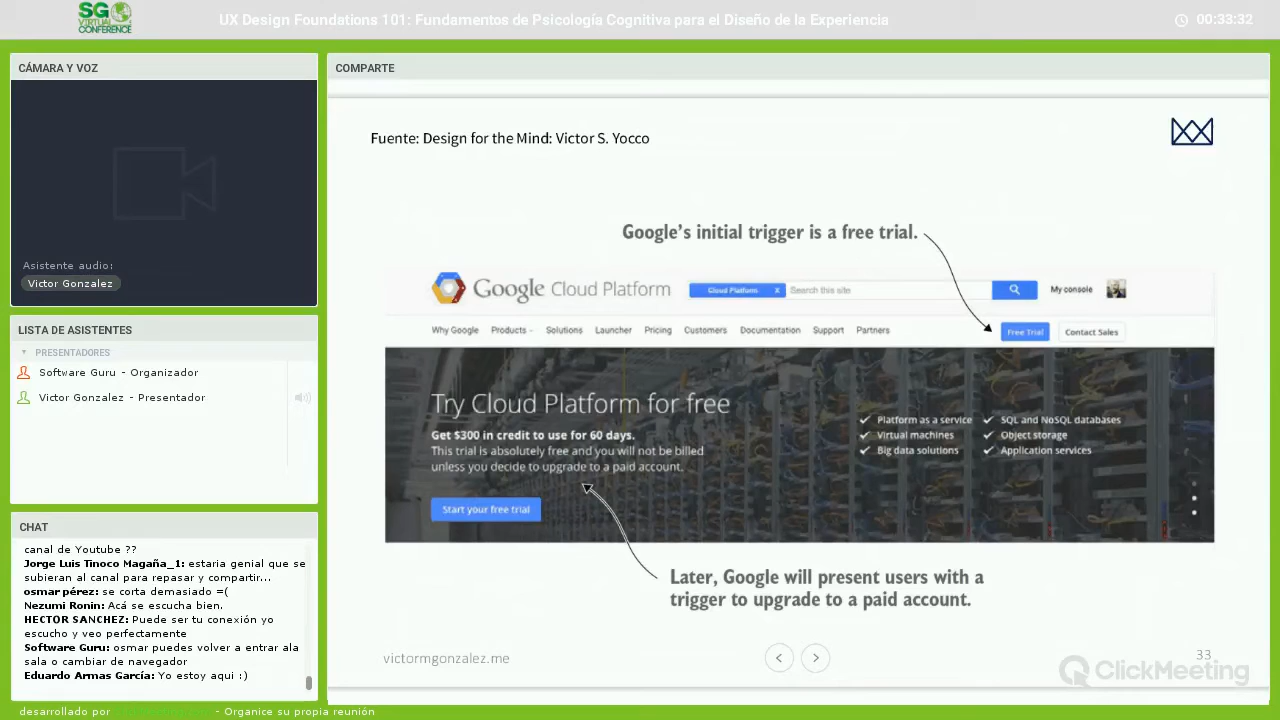 SG
VIRTUAL
CONFERENCE
UX Design Foundations 101: Fundamentos de Psicología Cognitiva para el Diseño de la Experiencia
00:33:32
CÁMARA Y VOZ
Asistente audio:
Victor Gonzalez
LISTA DE ASISTENTES
PRESENTADORES
Software Guru - Organizador
Victor Gonzalez - Presentador
CHAT
canal de Youtube ??
Jorge Luis Tinoco Magaña_1: estaria genial que se
subieran al canal para repasar y compartir...
osmar pérez: se corta demasiado =(
Nezumi Ronin: Acá se escucha bien.
HECTOR SANCHEZ: Puede ser tu conexión yo
escucho y veo perfectamente
Software Guru: osmar puedes volver a entrar ala
sala o cambiar de navegador
Eduardo Armas García: Yo estoy aqui :)
desarrollado por
- Organice su propia reunión
COMPARTE
Fuente: Design for the Mind: Victor S. Yocco
Google's initial trigger is a free trial.
Google Cloud Platform
Cloud Platform x
Search this site
My console
Why Google Products Solutions Launcher Pricing Customers Documentation Support Partners
Free Trial
Contact Sales
Try Cloud Platform for free
Get $300 in credit to use for 60 days.
This trial is absolutely free and you will not be billed
unless you decide to upgrade to a paid account.
Start your free trial
Platform as a service
Virtual machines
Big data solutions
SQL and NoSQL databases
Object storage
Application services
Later, Google will present users with a
trigger to upgrade to a paid account.
victormgonzalez.me
33
ClickMeeting